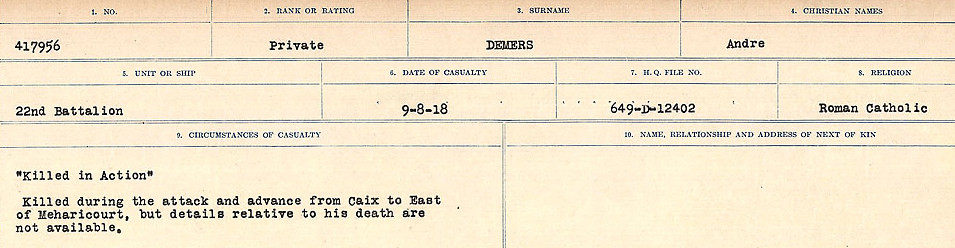 1. NO. 2. RANK OR RATING 3. SURNAME 4. CHRISTIAN NAMES
417956 Private DEMERS Andre
5. UNIT OR SHIP 6. DATE OF CASUALTY 7. H.Q. FILE NO. 8. RELIGION
22nd Battalion 9-8-18 649-D-12402 Roman Catholic
9. CIRCUMSTANCES OF CASUALTY 10. NAME, RELATIONSHIP AND ADDRESS OF NEXT OF KIN
"Killed in Action"
Killed during the attack and advance from Caix to East
of Meharicourt, but details relative to his death are
not available.